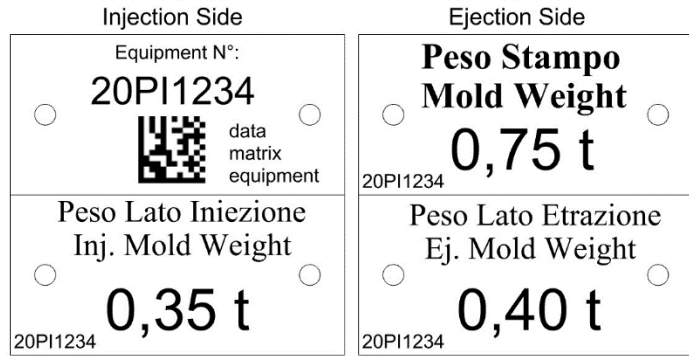 Injection Side
Equipment N°:
20PI1234
data
matrix
equipment
Peso Lato Iniezione
Inj. Mold Weight
0,35 t
20PI1234
Ejection Side
Peso Stampo
Mold Weight
0,75 t
20PI1234
Peso Lato Etrazione
Ej. Mold Weight
0,40 t
20PI1234